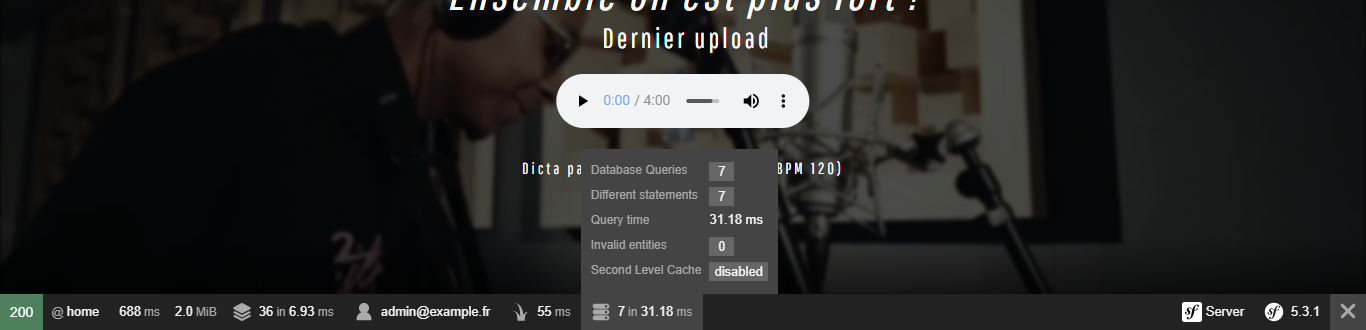 Ensemble on est plus fort !
Dernier upload
0:00 / 4:00
Dicta pa
BPM 120)
Database Queries 7
Different statements 7
Query time 31.18 ms
Invalid entities 0
Second Level Cache disabled
200 @ home 688 ms 2.0 MiB 36 in 6.93 ms admin@example.fr 55 ms 7 in 31.18 ms sf Server sf 5.3.1